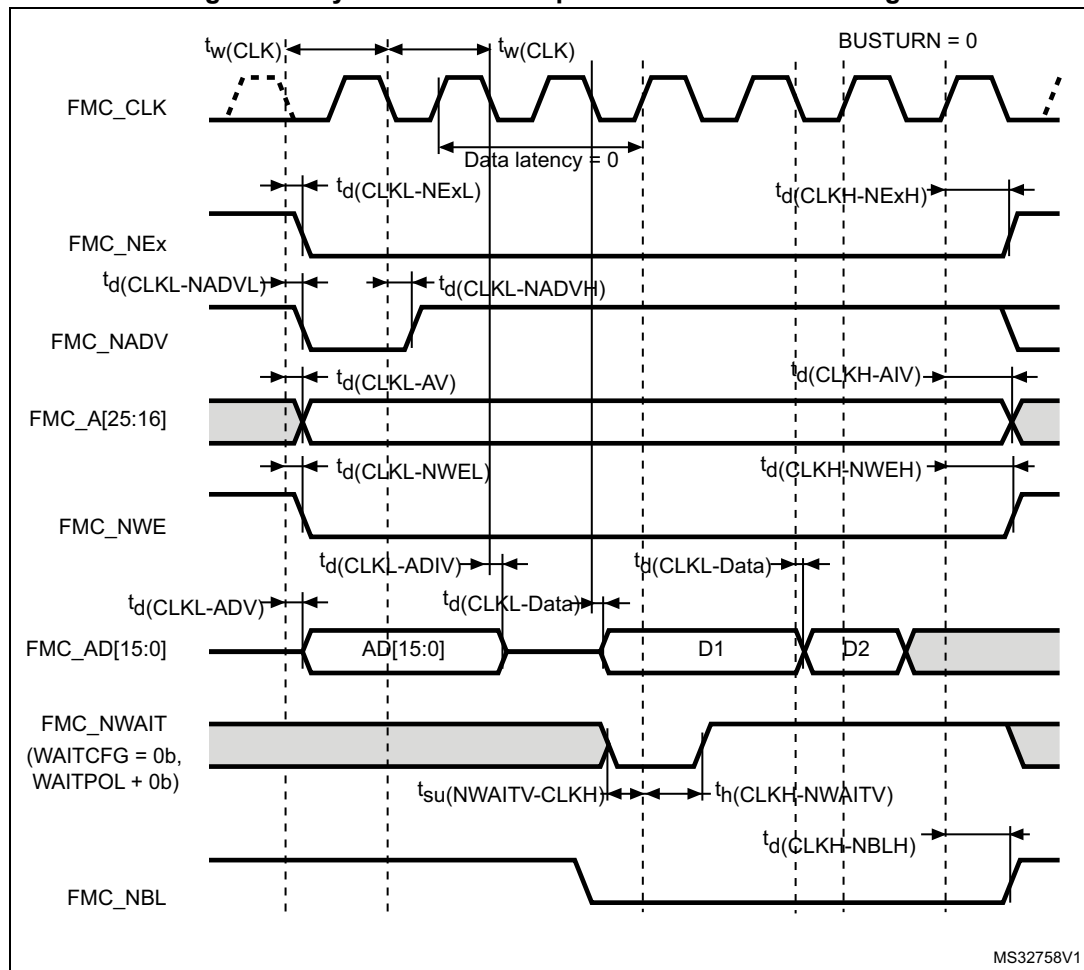 tw(CLK) tw(CLK) BUSTURN = 0
FMC_CLK
Data latency = 0
td(CLKL-NExL) td(CLKH-NExH)
FMC_NEx
td(CLKL-NADVL) td(CLKL-NADVH)
FMC_NADV
td(CLKL-AV) td(CLKH-AIV)
FMC_A[25:16]
td(CLKL-NWEL) td(CLKH-NWEH)
FMC_NWE
td(CLKL-ADIV) td(CLKL-Data)
td(CLKL-ADV) td(CLKL-Data)
FMC_AD[15:0] AD[15:0] D1 D2
FMC_NWAIT
(WAITCFG = 0b,
WAITPOL + 0b)
tsu(NWAITV-CLKH) th(CLKH-NWAITV)
td(CLKH-NBLH)
FMC_NBL
MS32758V1